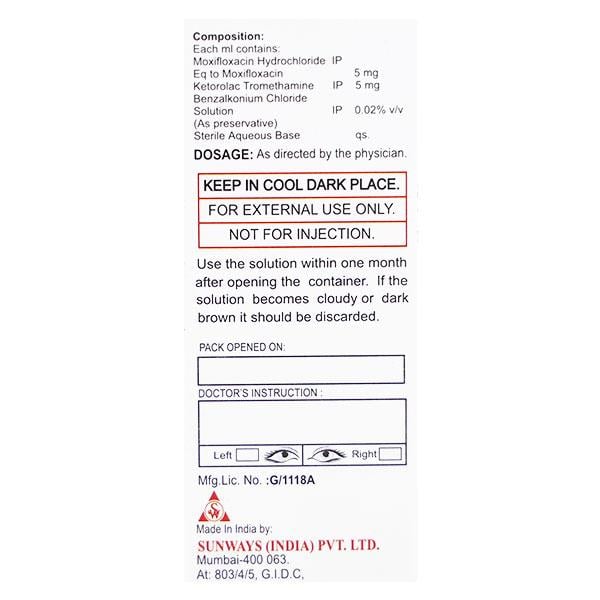 Composition:
Each ml contains:
Moxifloxacin Hydrochloride IP
Eq to Moxifloxacin 5 mg
Ketorolac Tromethamine IP 5 mg
Benzalkonium Chloride
Solution IP 0.02% v/v
(As preservative)
Sterile Aqueous Base qs.
DOSAGE: As directed by the physician.
KEEP IN COOL DARK PLACE.
FOR EXTERNAL USE ONLY.
NOT FOR INJECTION.
Use the solution within one month
after opening the container. If the
solution becomes cloudy or dark
brown it should be discarded.
PACK OPENED ON:
DOCTOR'S INSTRUCTION :
Left Right
Mfg.Lic. No. :G/1118A
SW
Made In India by:
SUNWAYS (INDIA) PVT. LTD.
Mumbai-400 063.
At: 803/4/5, G.I.D.C,